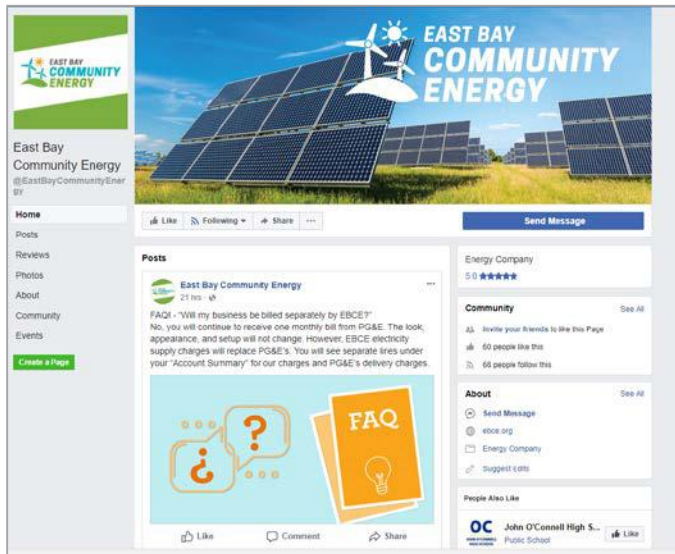 EAST BAY
COMMUNITY
ENERGY
EAST BAY
COMMUNITY
ENERGY
East Bay
Community Energy
@EastBayCommunityEner
gy
Home
Posts
Reviews
Photos
About
Community
Events
Create a Page
Like Following Share ...
Send Message
Posts
East Bay Community Energy ...
21 hrs ·
FAQ! - "Will my business be billed separately by EBCE?"
No, you will continue to receive one monthly bill from PG&E. The look,
appearance, and setup will not change. However, EBCE electricity
supply charges will replace PG&E's. You will see separate lines under
your "Account Summary" for our charges and PG&E's delivery charges.
¿ ?
FAQ
Like Comment Share
Energy Company
5.0 ★★★★★
Community See All
Invite your friends to like this Page
60 people like this
66 people follow this
About See All
Send Message
ebce.org
Energy Company
Suggest Edits
People Also Like
OC
John O'Connell High S...
Public School
Like